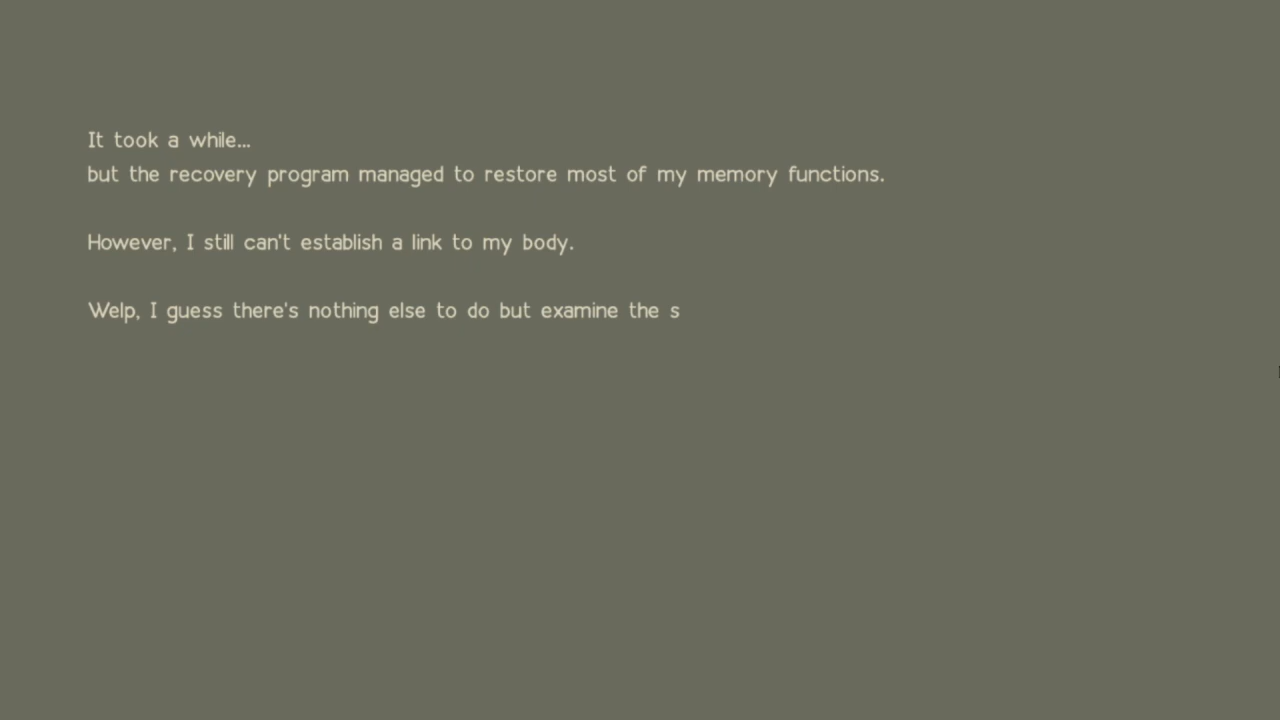 It took a while...
but the recovery program managed to restore most of my memory functions.
However, I still can't establish a link to my body.
Welp, I guess there's nothing else to do but examine the s